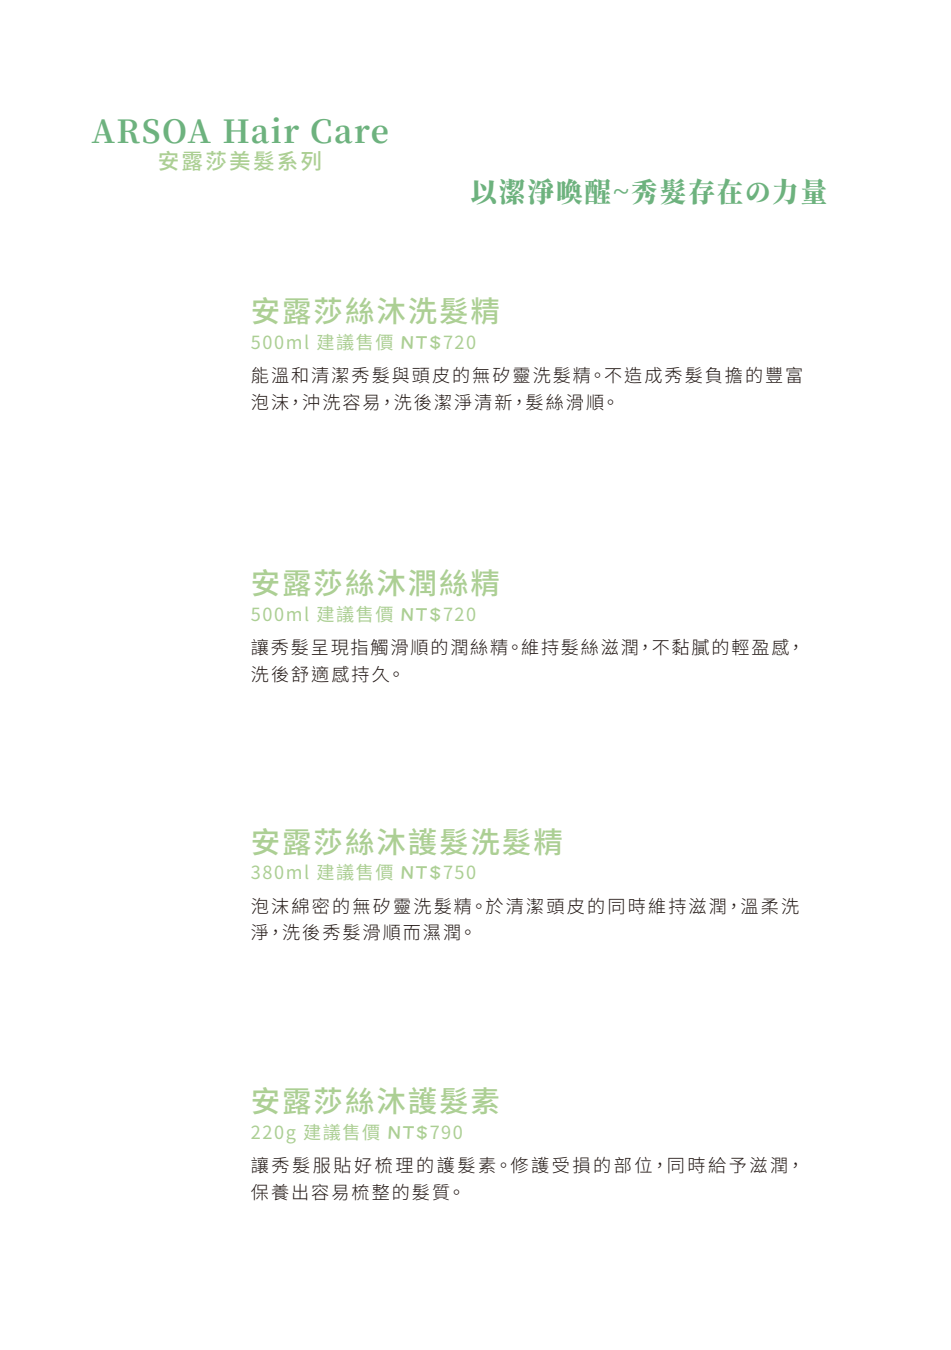 ARSOA Hair Care
安露莎美髮系列
以潔淨喚醒~秀髮存在の力量
安露莎絲沐洗髮精
500ml 建議售價 NT$720
能溫和清潔秀髮與頭皮的無矽靈洗髮精。不造成秀髮負擔的豐富
泡沫，沖洗容易，洗後潔淨清新，髮絲滑順。
安露莎絲沐潤絲精
500ml 建議售價 NT$720
讓秀髮呈現指觸滑順的潤絲精。維持髮絲滋潤，不黏膩的輕盈感，
洗後舒適感持久。
安露莎絲沐護髮洗髮精
380ml 建議售價 NT$750
泡沫綿密的無矽靈洗髮精。於清潔頭皮的同時維持滋潤，溫柔洗
淨，洗後秀髮滑順而濕潤。
安露莎絲沐護髮素
220g 建議售價 NT$790
讓秀髮服貼好梳理的護髮素。修護受損的部位，同時給予滋潤，
保養出容易梳整的髮質。